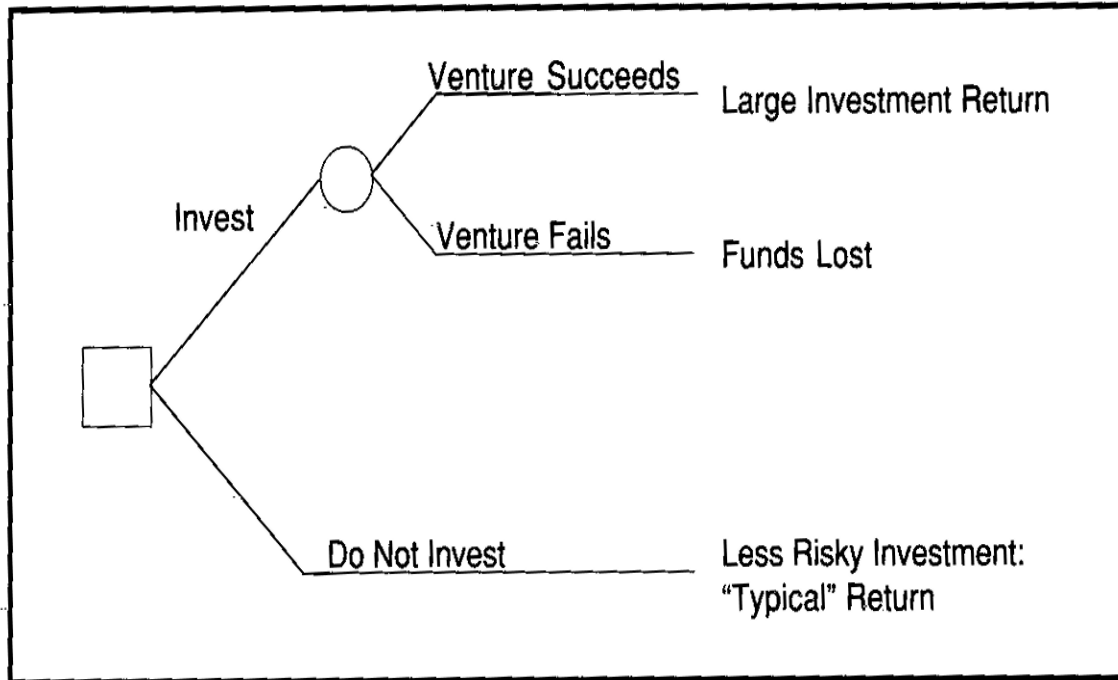 Venture Succeeds
Large Investment Return
Invest
Venture Fails
Funds Lost
Do Not Invest
Less Risky Investment:
“Typical” Return